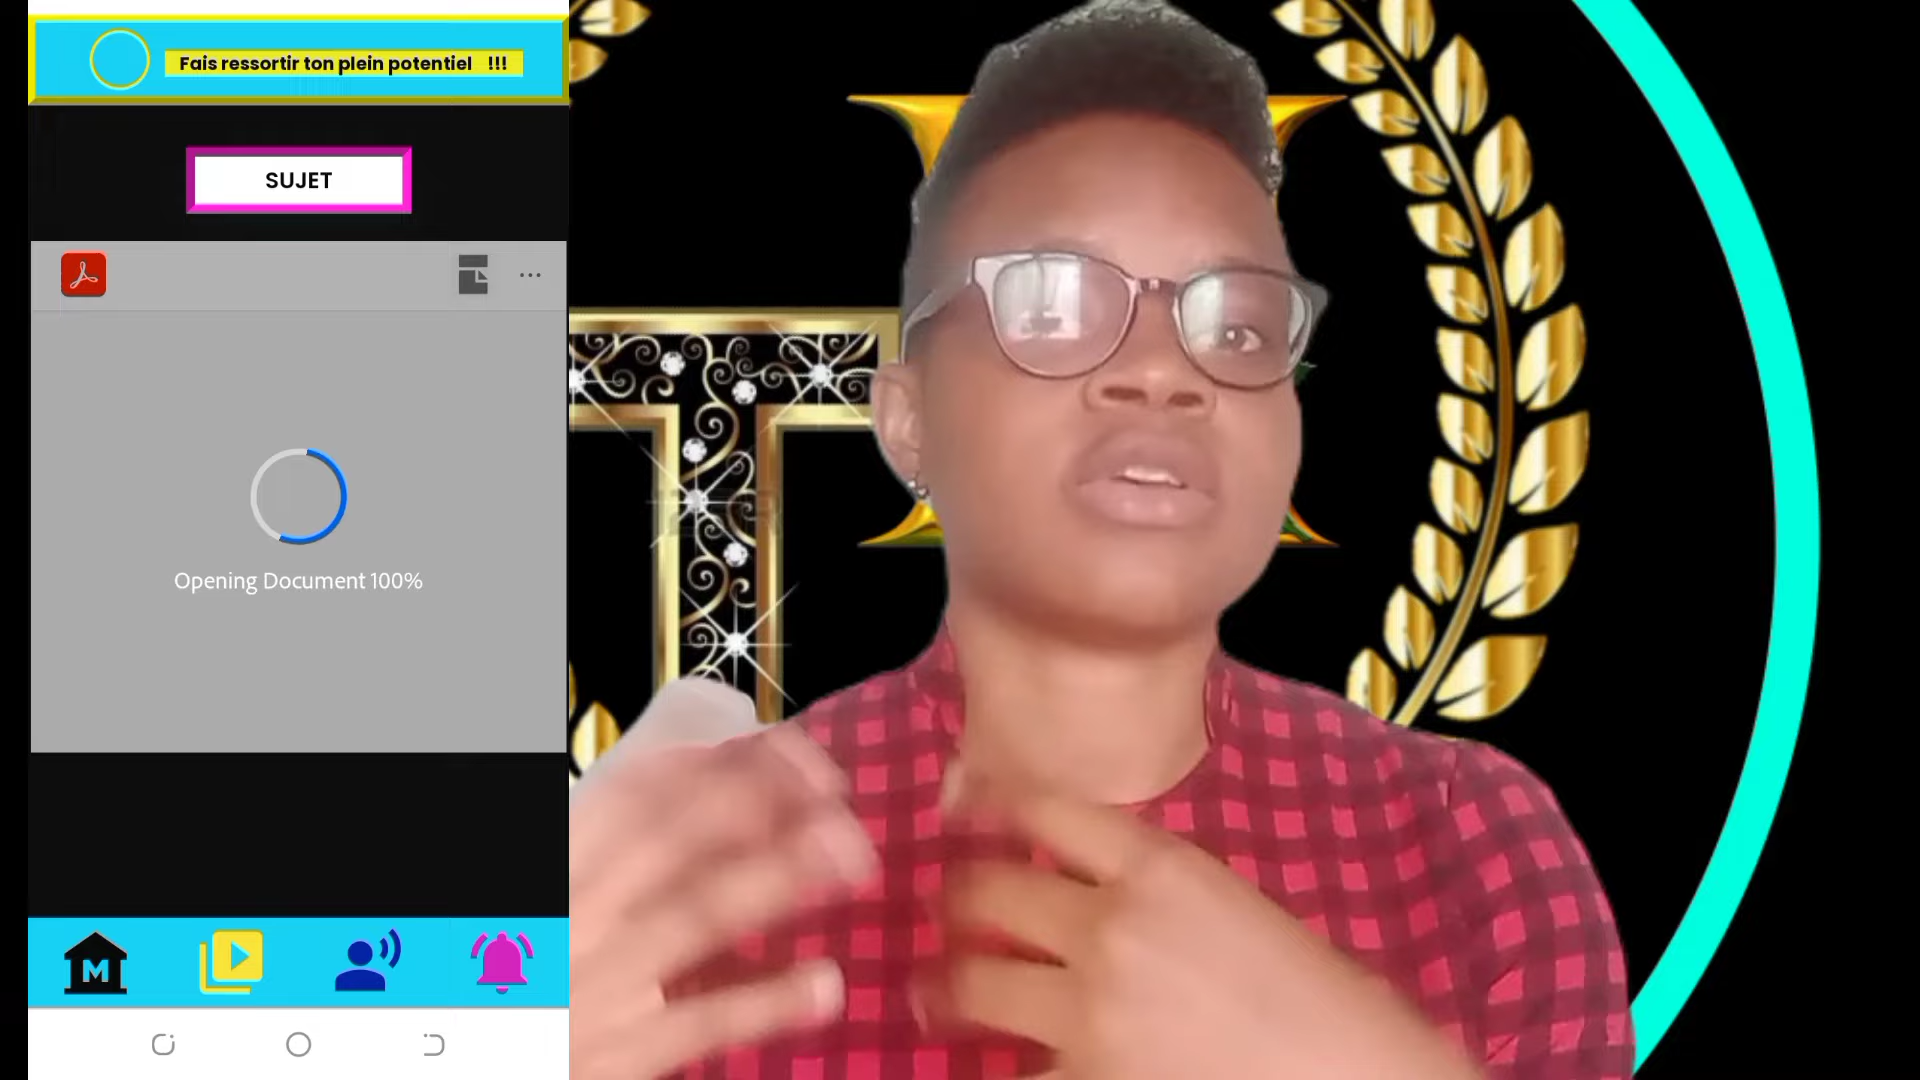 Fais ressortir ton plein potentiel !!!
SUJET
Opening Document 100%
M
T
I